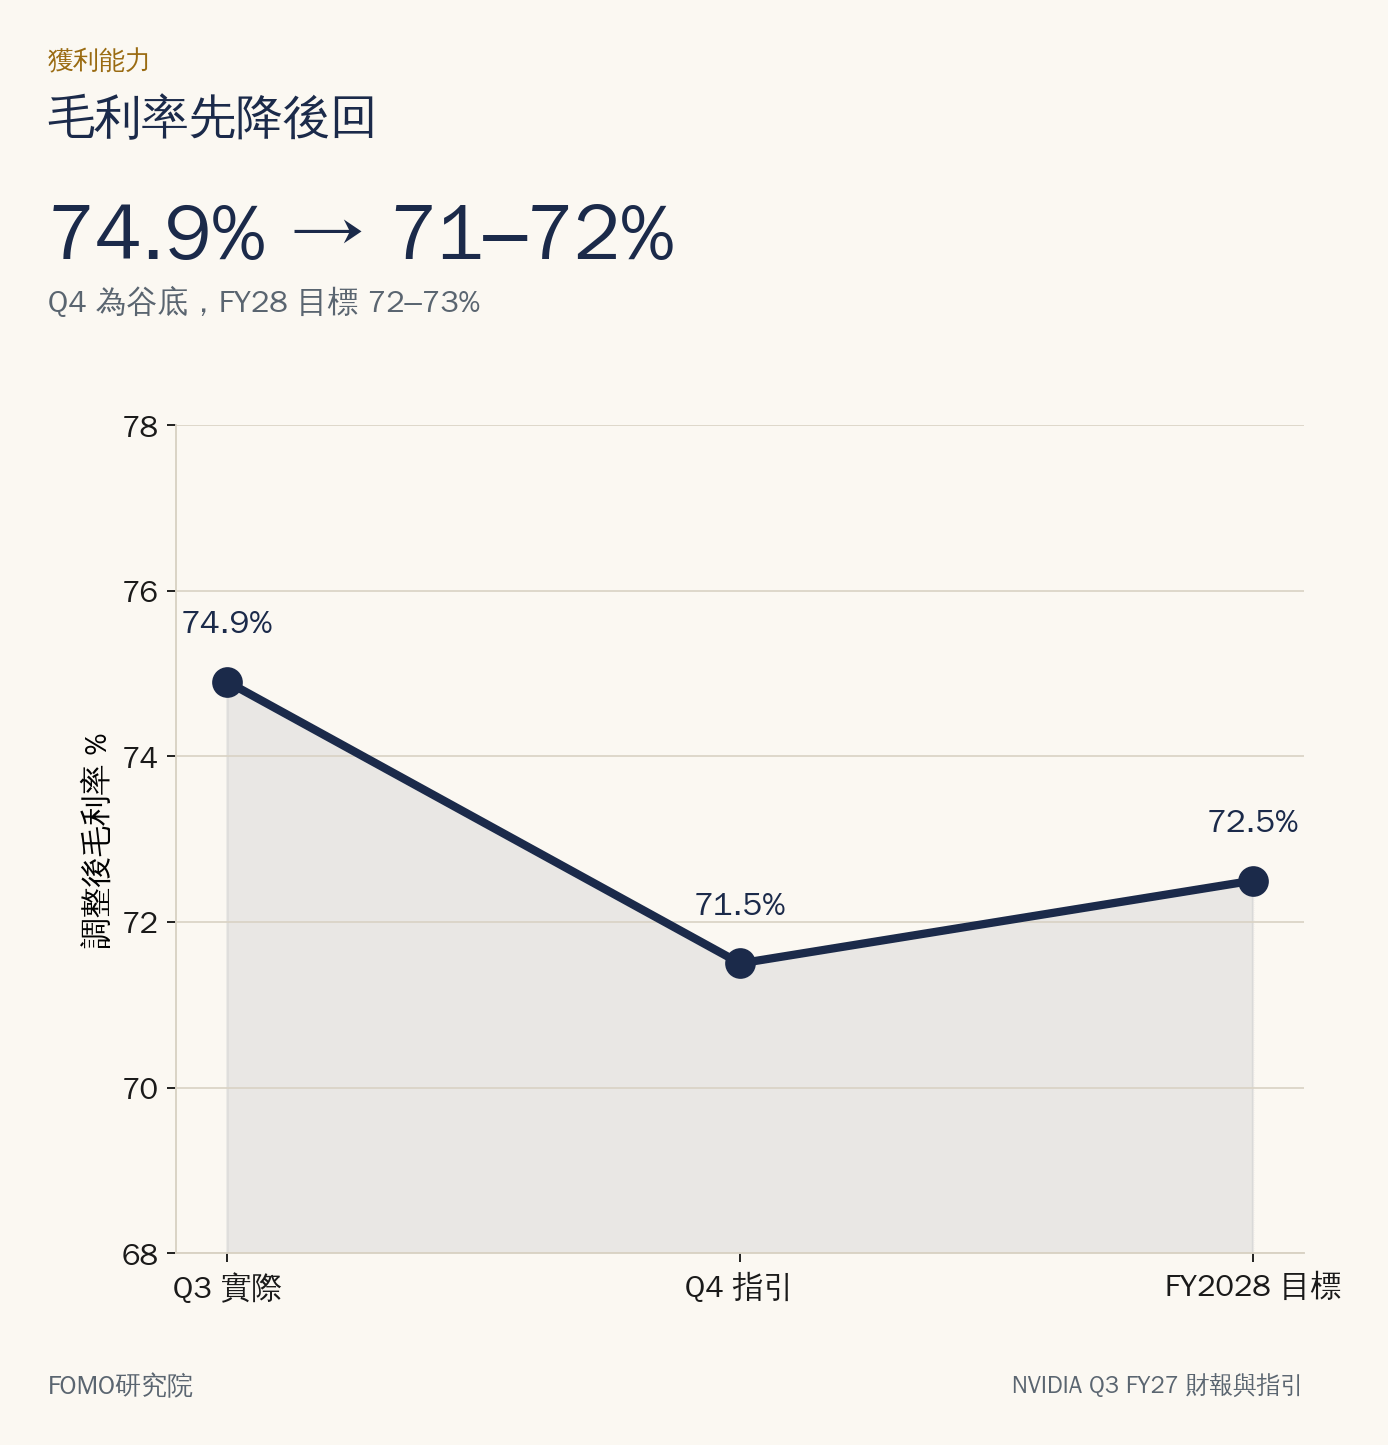 獲利能力
毛利率先降後回
74.9% → 71–72%
Q4 為谷底，FY28 目標 72–73%
78
76
74.9%
調整後毛利率 %
74
72.5%
71.5%
72
70
68
Q3 實際
Q4 指引
FY2028 目標
FOMO研究院
NVIDIA Q3 FY27 財報與指引